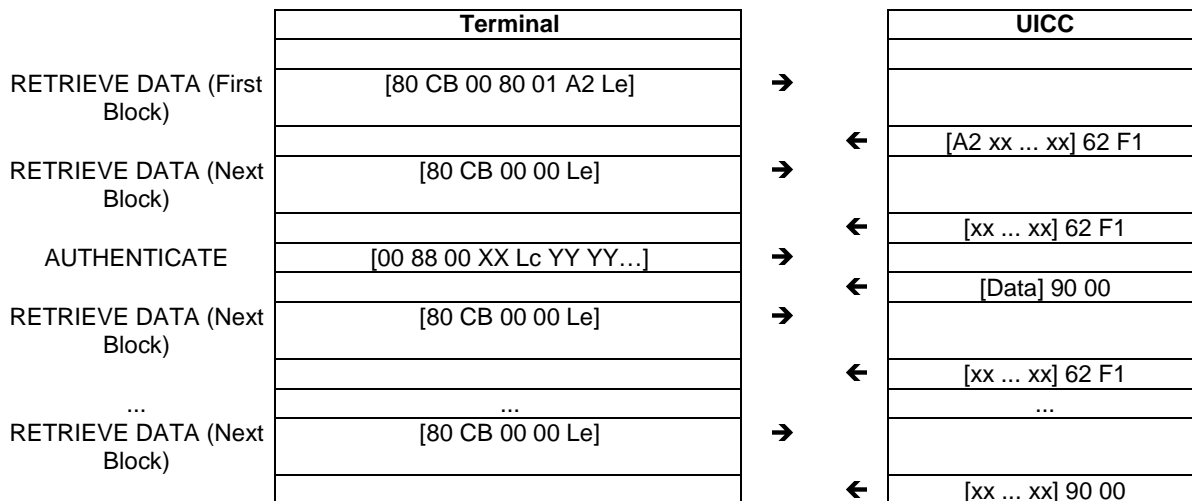 Terminal UICC
RETRIEVE DATA (First [80 CB 00 80 01 A2 Le] ➔
Block)
← [A2 xx ... xx] 62 F1
RETRIEVE DATA (Next [80 CB 00 00 Le] ➔
Block)
← [xx ... xx] 62 F1
AUTHENTICATE [00 88 00 XX Lc YY YY…] ➔
← [Data] 90 00
RETRIEVE DATA (Next [80 CB 00 00 Le] ➔
Block)
← [xx ... xx] 62 F1
... ... ...
RETRIEVE DATA (Next [80 CB 00 00 Le] ➔
Block)
← [xx ... xx] 90 00